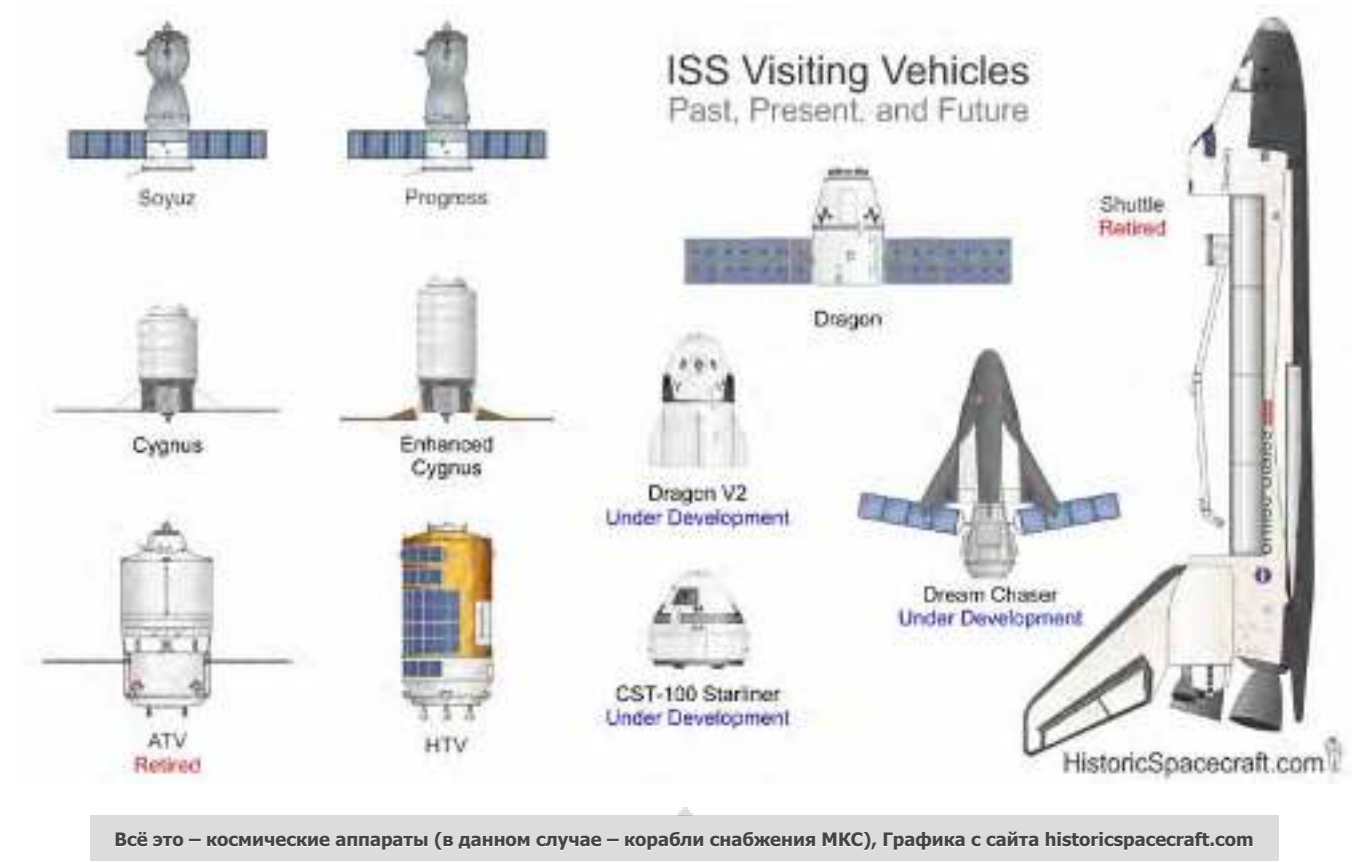 ISS Visiting Vehicles
Past, Present. and Future
Soyuz
Progress
Shuttle
Retired
Dragon
Cygnus
Enhanced
Cygnus
Dragon V2
Under Development
Dream Chaser
Under Development
CST-100 Starliner
Under Development
ATV
Retired
HTV
United States
HistoricSpacecraft.com
Всё это – космические аппараты (в данном случае – корабли снабжения МКС), Графика с сайта historicspacecraft.com